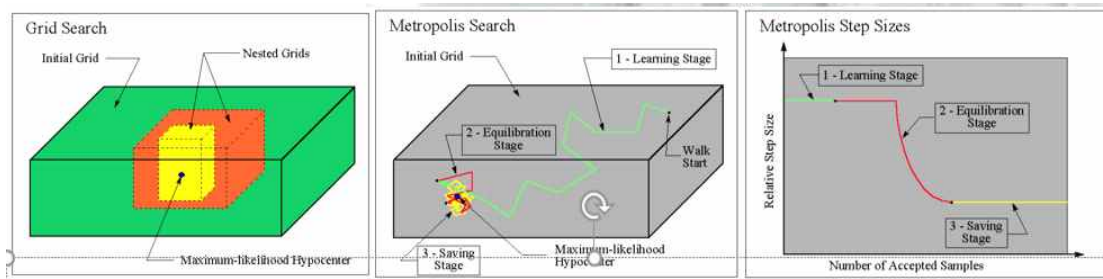 Grid Search
Initial Grid
Nested Grids
Maximum-likelihood Hypocenter
Metropolis Search
Initial Grid
1 - Learning Stage
2 - Equilibration
Stage
Walk
Start
3 - Saving
Stage
Maximum-likelihood
Hypocenter
Metropolis Step Sizes
1 - Learning Stage
2 - Equilibration
Stage
3 - Saving
Stage
Relative Step Size
Number of Accepted Samples